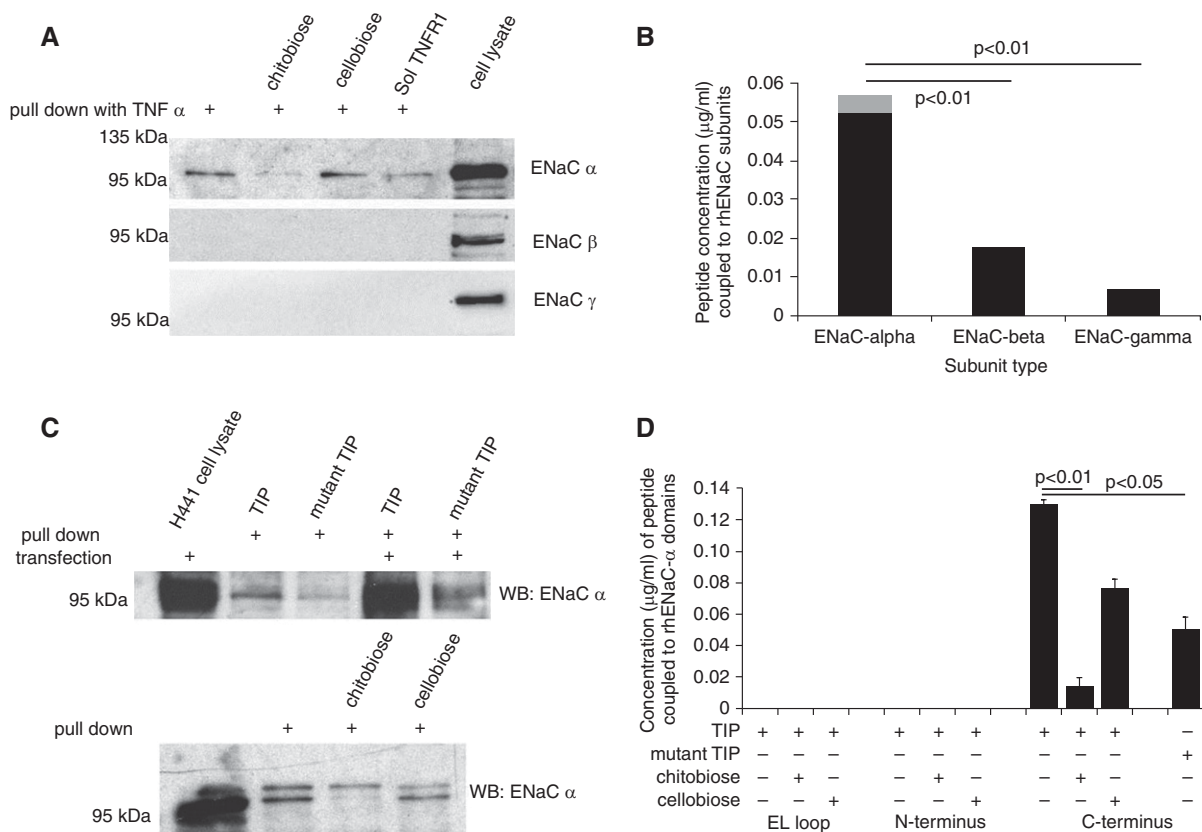 A
chitobiose
cellobiose
Sol TNFR1
cell lysate
pull down with TNF α + + + +
135 kDa
95 kDa
ENaC α
95 kDa
ENaC β
95 kDa
ENaC γ
B
p<0.01
p<0.01
Peptide concentration (μg/ml)
coupled to rhENaC subunits
0.06
0.05
0.04
0.03
0.02
0.01
0
ENaC-alpha ENaC-beta ENaC-gamma
Subunit type
C
H441 cell lysate
TIP
mutant TIP
TIP
mutant TIP
pull down + + + +
transfection + + +
95 kDa
WB: ENaC α
chitobiose
cellobiose
pull down + + +
WB: ENaC α
95 kDa
D
p<0.01
p<0.05
Concentration (μg/ml) of peptide
coupled to rhENaC-α domains
0.14
0.12
0.10
0.08
0.06
0.04
0.02
0
TIP + + + + + + + + + –
mutant TIP – – – – – – – – – +
chitobiose – + – – + – – + – –
cellobiose – – + – – + – – + –
EL loop N-terminus C-terminus